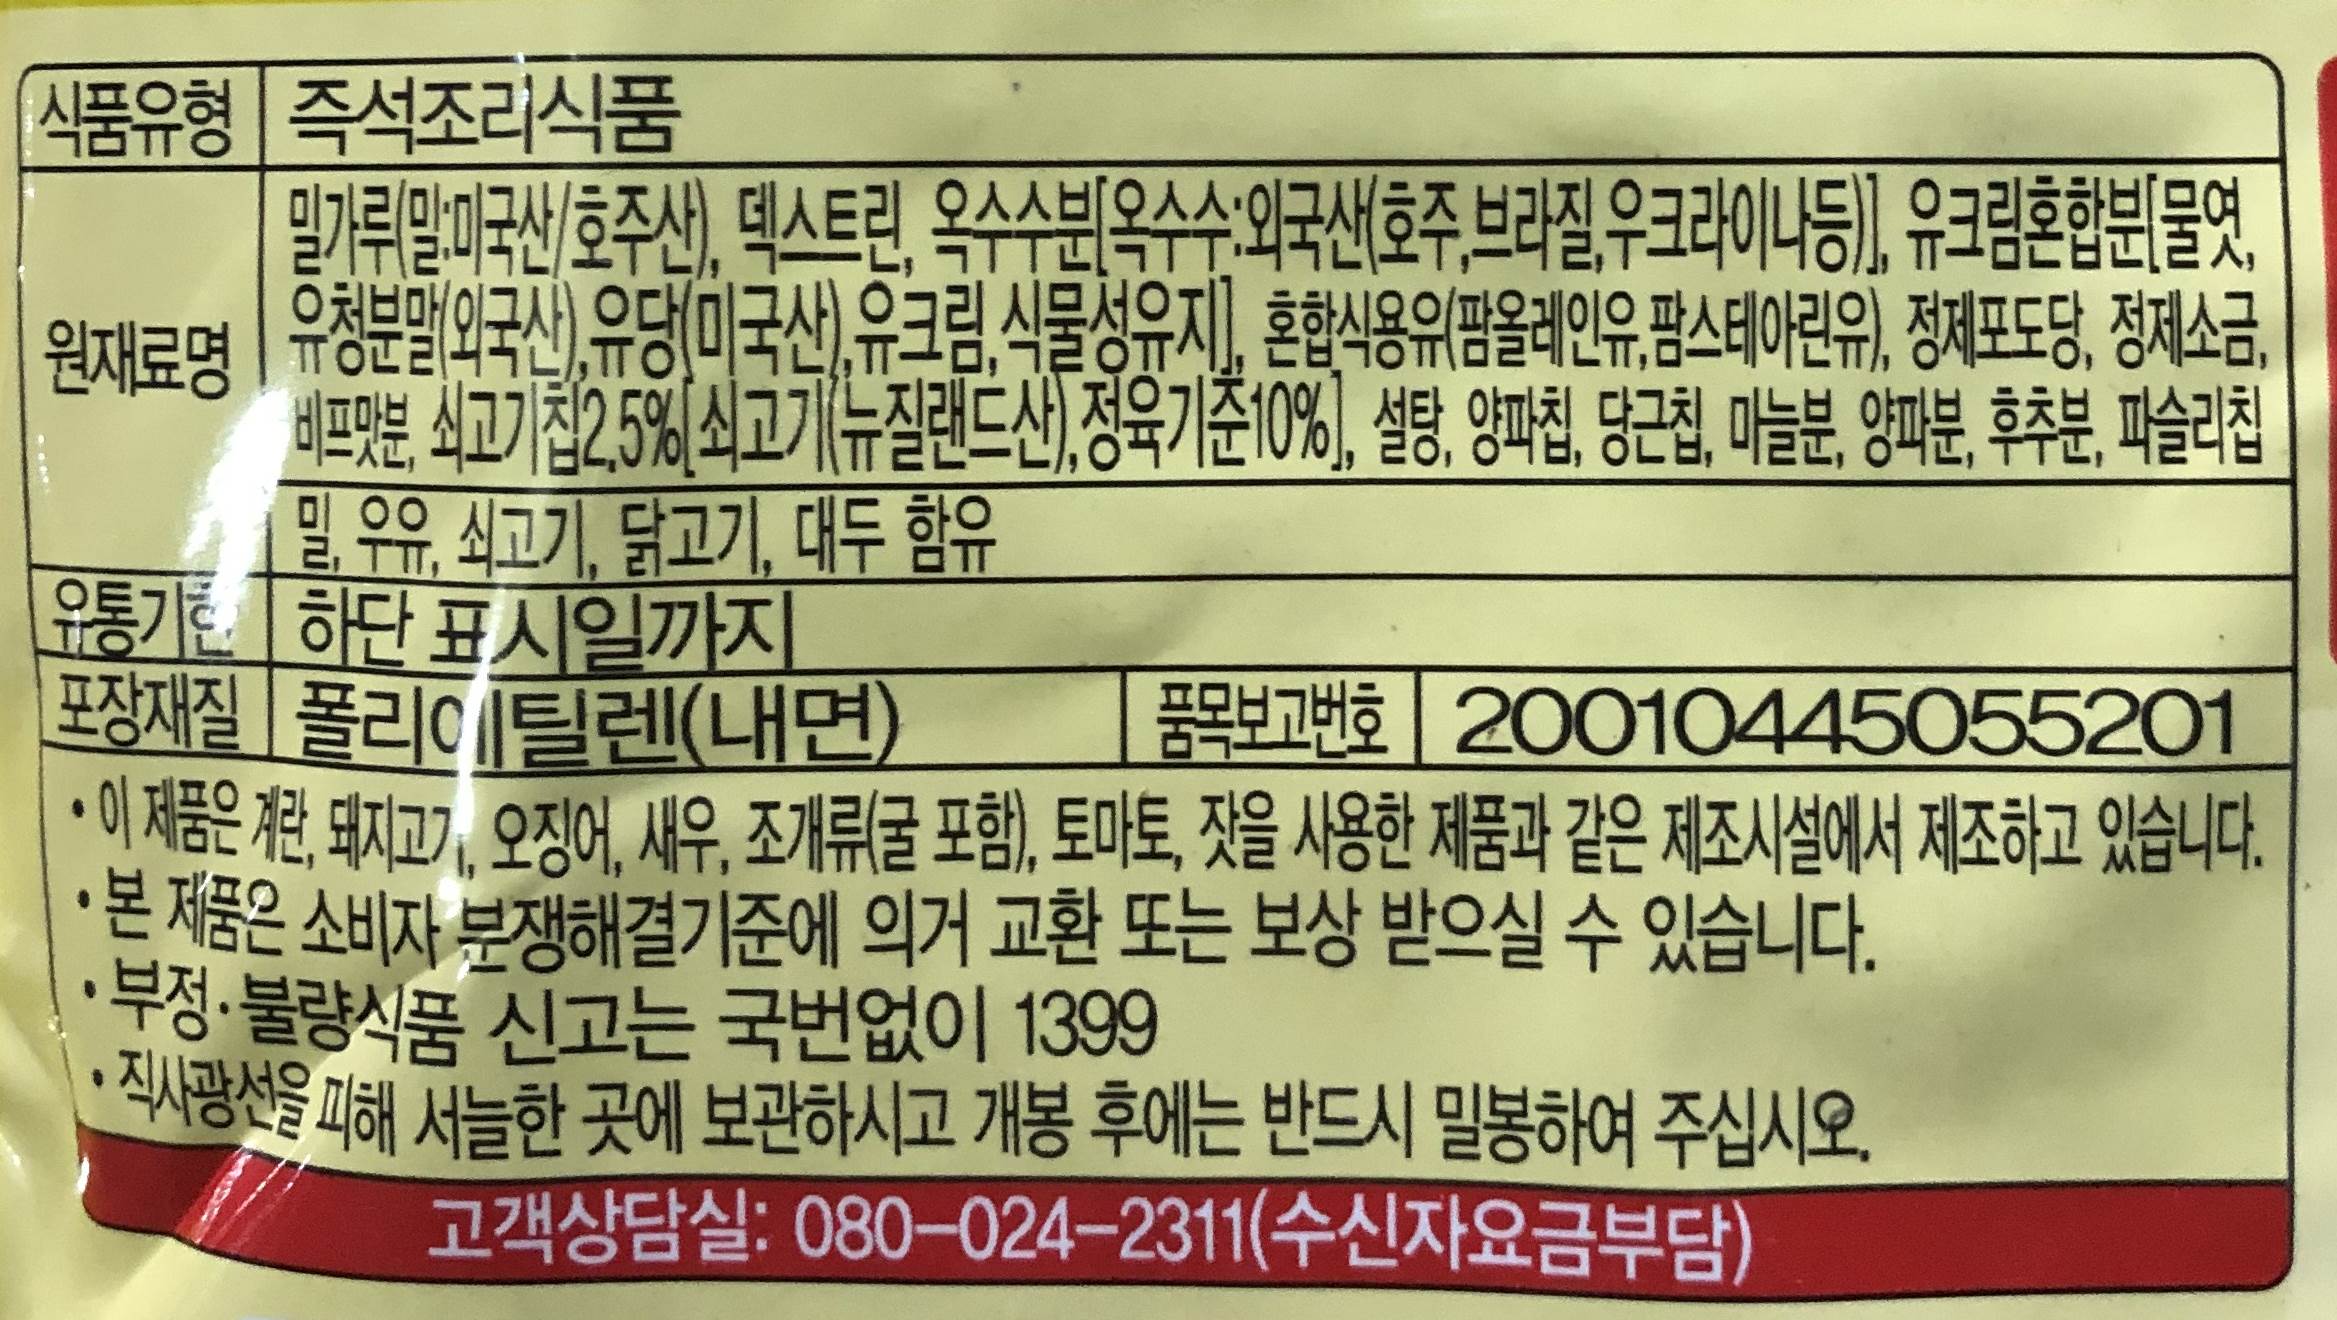 식품유형 즉석조리식품
밀가루(밀:미국산/호주산), 덱스트린, 옥수수분[옥수수:외국산(호주,브라질,우크라이나등)], 유크림혼합분[물엿,
유청분말(외국산),유당(미국산),유크림,식물성유지], 혼합식용유(팜올레인유,팜스테아린유), 정제포도당, 정제소금,
원재료명
비프맛분, 쇠고기칩2.5%[쇠고기(뉴질랜드산),정육기준10%], 설탕, 양파칩, 당근칩, 마늘분, 양파분, 후추분, 파슬리칩
밀, 우유, 쇠고기, 닭고기, 대두 함유
유통기한 하단 표시일까지
포장재질 폴리에틸렌(내면) 품목보고번호 20010445055201
• 이 제품은 계란, 돼지고기, 오징어, 새우, 조개류(굴 포함), 토마토, 잣을 사용한 제품과 같은 제조시설에서 제조하고 있습니다.
• 본 제품은 소비자 분쟁해결기준에 의거 교환 또는 보상 받으실 수 있습니다.
• 부정·불량식품 신고는 국번없이 1399
• 직사광선을 피해 서늘한 곳에 보관하시고 개봉 후에는 반드시 밀봉하여 주십시오.
고객상담실: 080-024-2311(수신자요금부담)